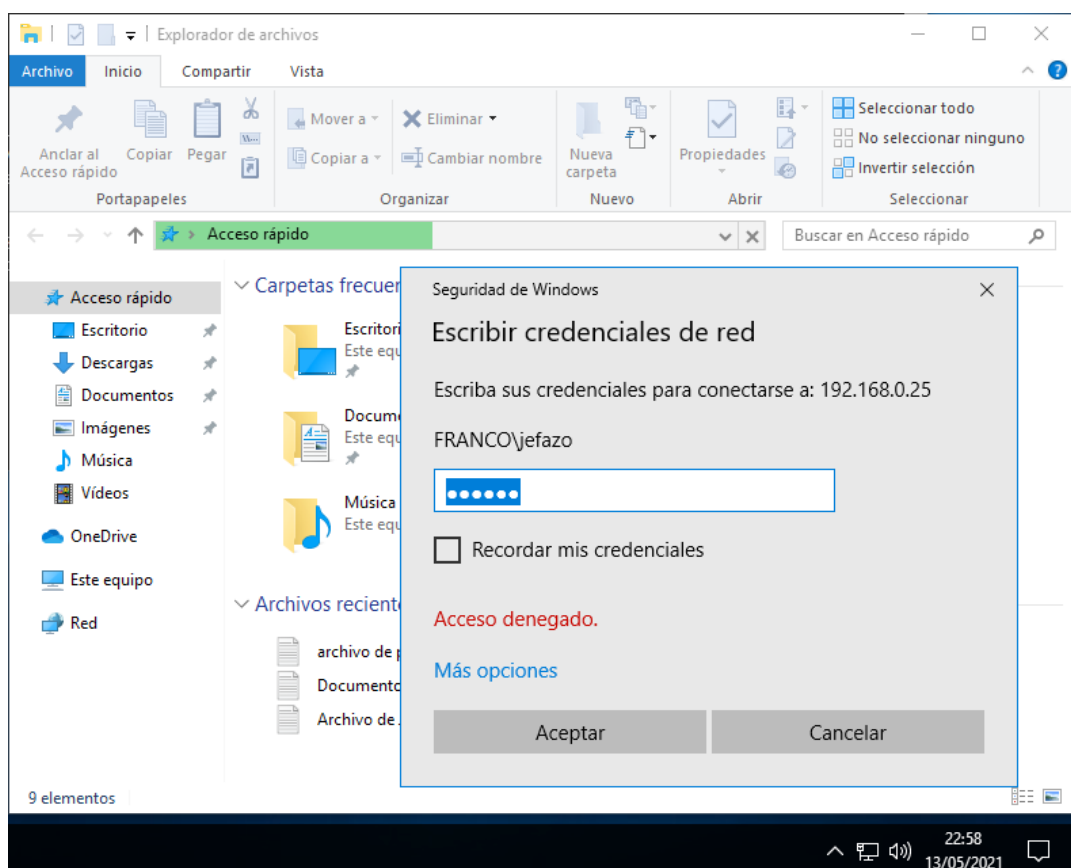 Explorador de archivos
Archivo Inicio Compartir Vista
Anclar al Acceso rápido
Copiar
Pegar
Portapapeles
Mover a
Copiar a
Eliminar
Cambiar nombre
Organizar
Nueva carpeta
Nuevo
Propiedades
Abrir
Seleccionar todo
No seleccionar ninguno
Invertir selección
Seleccionar
Acceso rápido
Buscar en Acceso rápido
Acceso rápido
Escritorio
Descargas
Documentos
Imágenes
Música
Vídeos
OneDrive
Este equipo
Red
Carpetas frecuen
Escritori
Este equ
Docume
Este equ
Música
Este equ
Archivos reciente
archivo de p
Documento
Archivo de
Seguridad de Windows
Escribir credenciales de red
Escriba sus credenciales para conectarse a: 192.168.0.25
FRANCO\jefazo
●●●●●●
Recordar mis credenciales
Acceso denegado.
Más opciones
Aceptar
Cancelar
9 elementos
22:58
13/05/2021